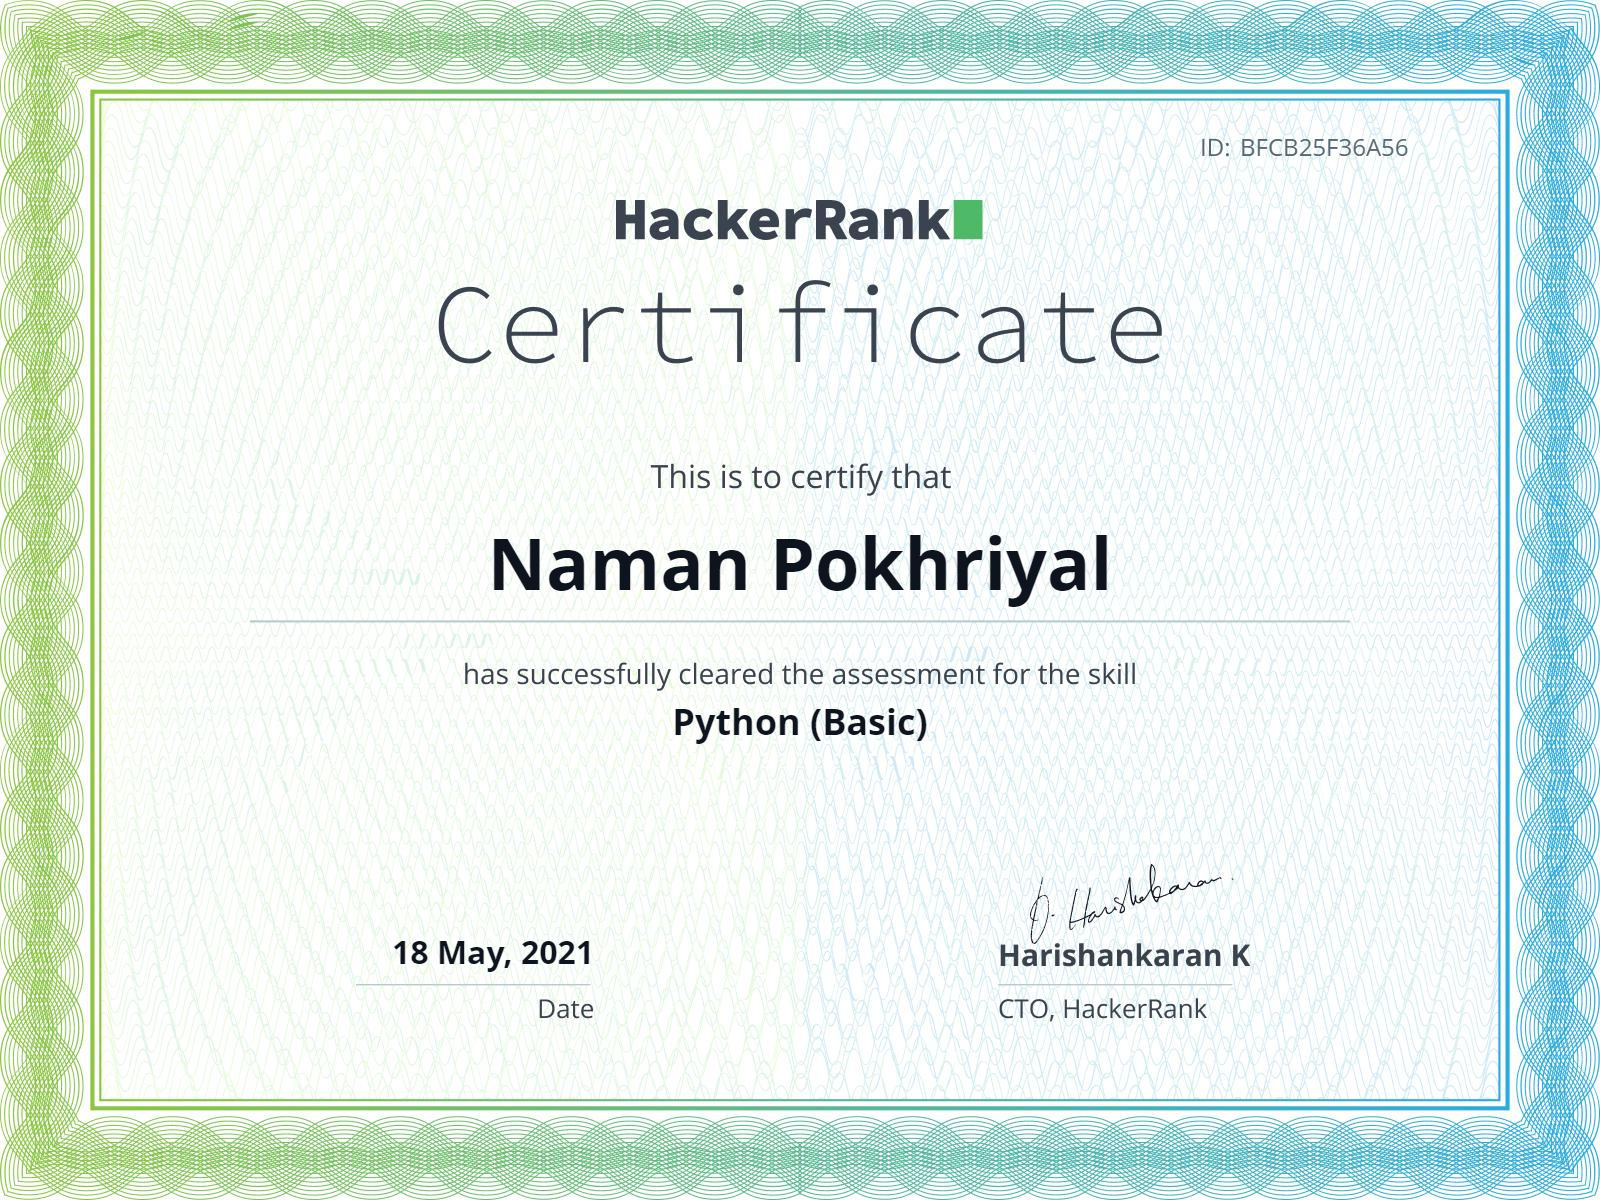 ID: BFCB25F36A56
HackerRank
Certificate
This is to certify that
Naman Pokhriyal
has successfully cleared the assessment for the skill
Python (Basic)
18 May, 2021
Date
J. Harishankaran
Harishankaran K
CTO, HackerRank